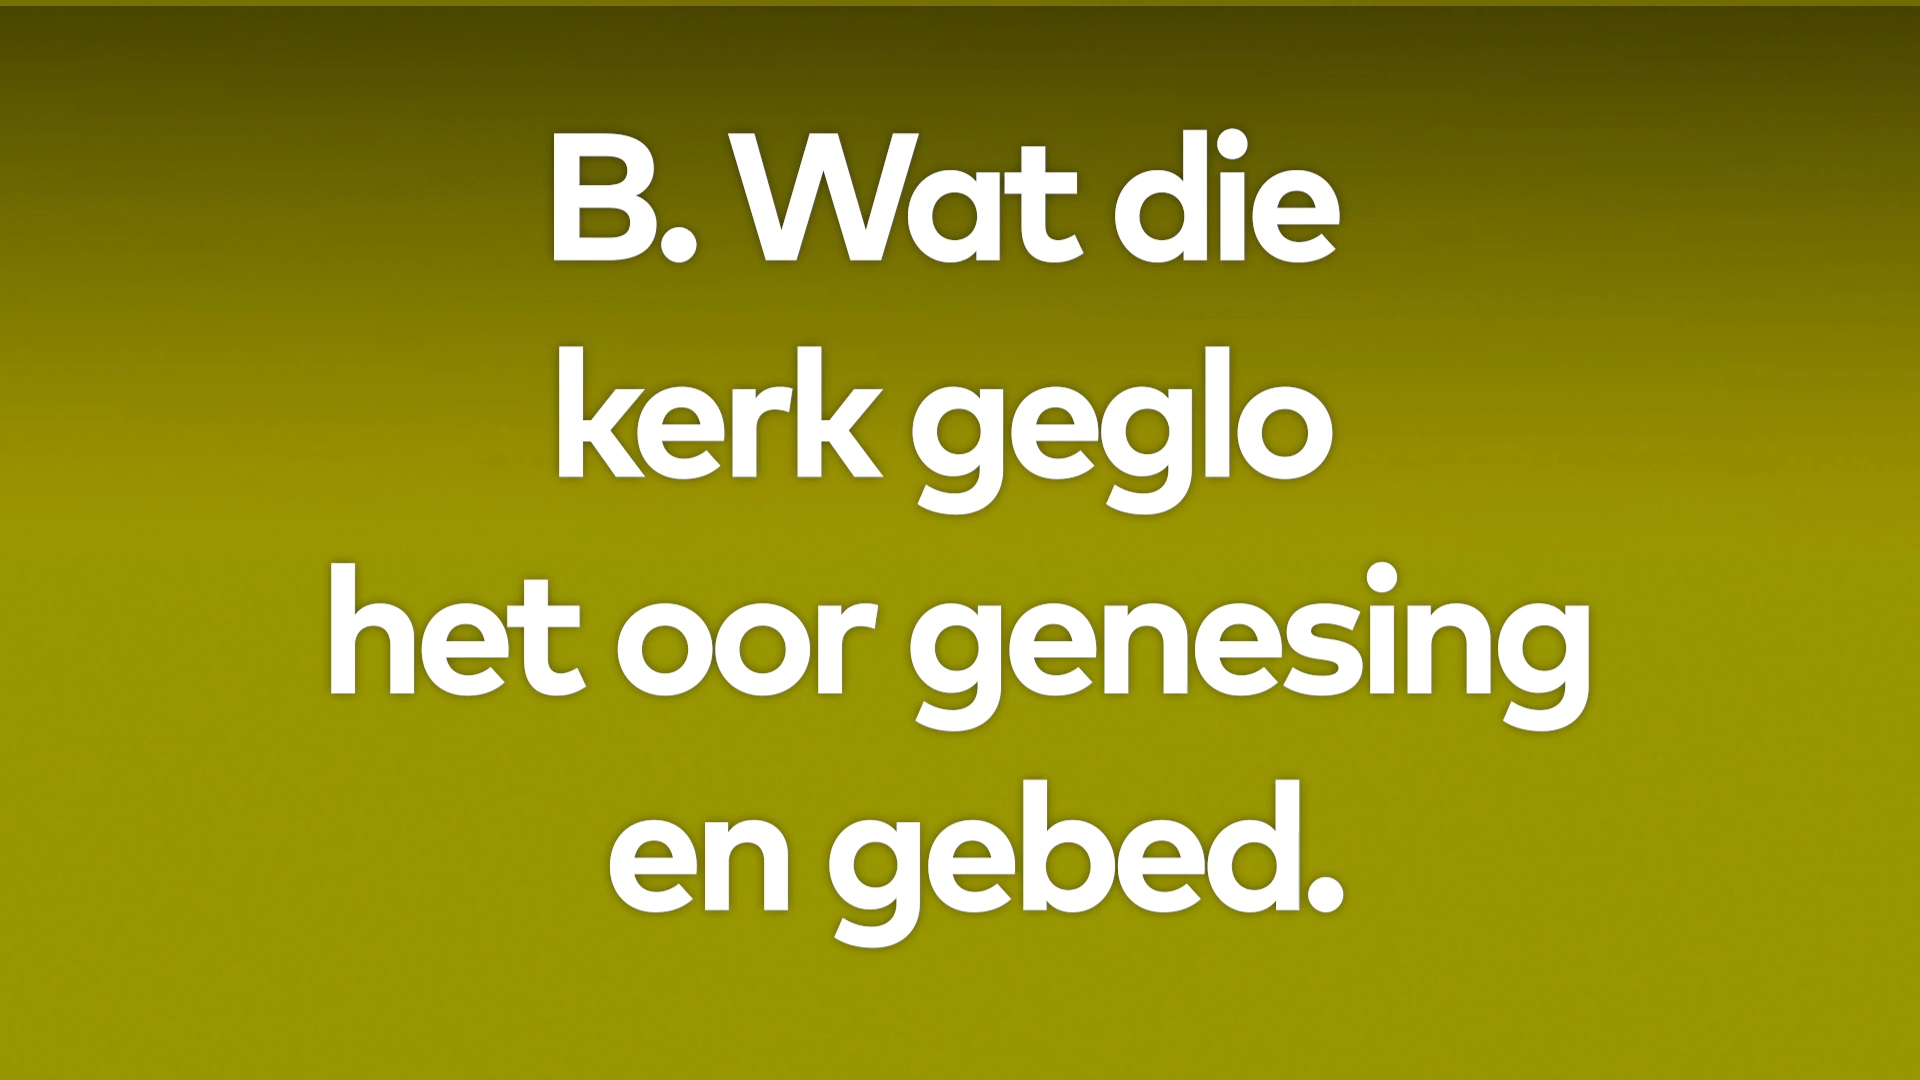 B. Wat die
kerk geglo
het oor genesing
en gebed.